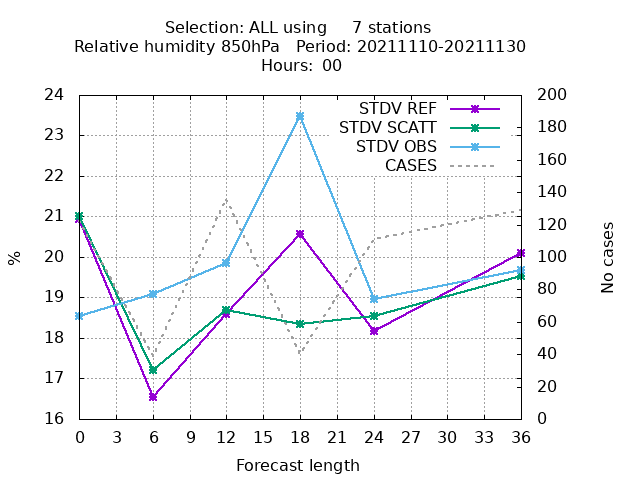 Selection: ALL using 7 stations
Relative humidity 850hPa Period: 20211110-20211130
Hours: 00
STDV REF
STDV SCATT
STDV OBS
CASES
%
24
23
22
21
20
19
18
17
16
200
180
160
140
120
100
80
60
40
20
0
No cases
0 3 6 9 12 15 18 21 24 27 30 33 36
Forecast length